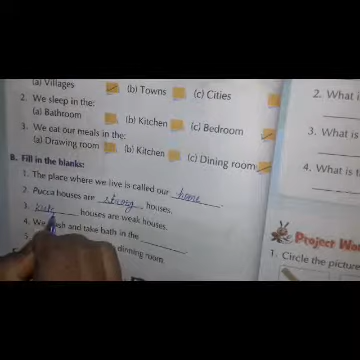 (a) Villages (b) Towns (c) Cities
2. We sleep in the:
(a) Bathroom (b) Kitchen (c) Bedroom
3. We eat our meals in the:
(a) Drawing room (b) Kitchen (c) Dining room
B. Fill in the blanks:
1. The place where we live is called our home.
2. Pucca houses are strong houses.
3. houses are weak houses.
4. We wash and take bath in the
5. dinning room.
2. What i
3. What is
4. What is
Project Wo
1. Circle the picture